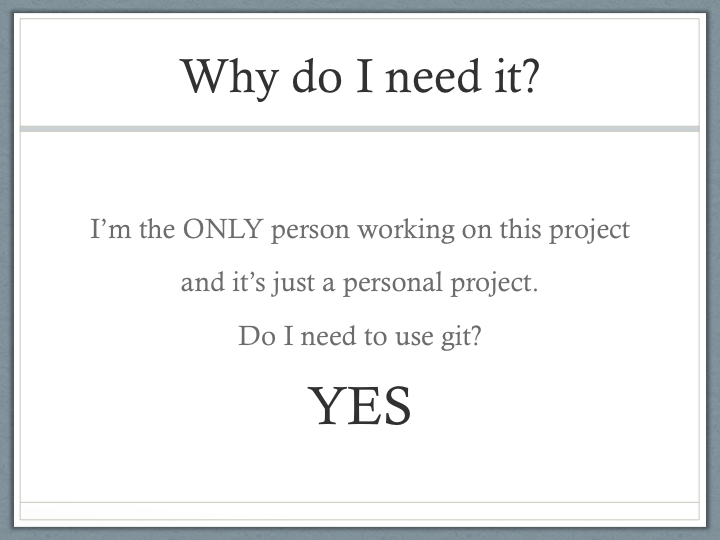 Why do I need it?
I’m the ONLY person working on this project
and it’s just a personal project.
Do I need to use git?
YES